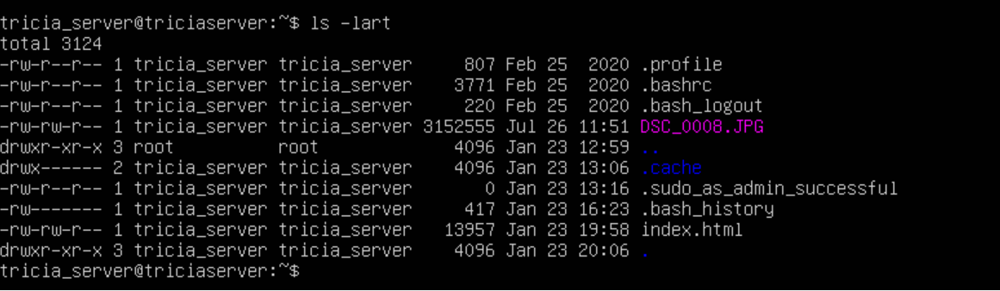 tricia_server@triciaserver:~$ ls -lart
total 3124
-rw-r--r-- 1 tricia_server tricia_server     807 Feb 25  2020 .profile
-rw-r--r-- 1 tricia_server tricia_server    3771 Feb 25  2020 .bashrc
-rw-r--r-- 1 tricia_server tricia_server     220 Feb 25  2020 .bash_logout
-rw-rw-r-- 1 tricia_server tricia_server 3152555 Jul 26 11:51 DSC_0008.JPG
drwxr-xr-x 3 root          root             4096 Jan 23 12:59 ..
drwx------ 2 tricia_server tricia_server    4096 Jan 23 13:06 .cache
-rw-r--r-- 1 tricia_server tricia_server       0 Jan 23 13:16 .sudo_as_admin_successful
-rw------- 1 tricia_server tricia_server     417 Jan 23 16:23 .bash_history
-rw-rw-r-- 1 tricia_server tricia_server   13957 Jan 23 19:58 index.html
drwxr-xr-x 3 tricia_server tricia_server    4096 Jan 23 20:06 .
tricia_server@triciaserver:~$